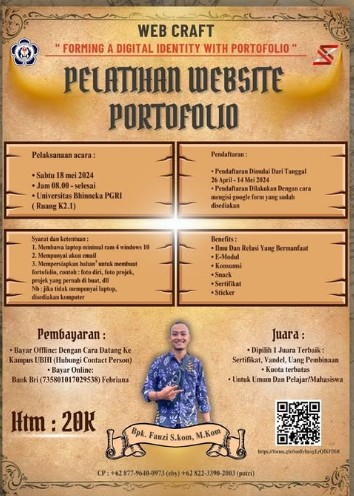 WEB CRAFT
" FORMING A DIGITAL IDENTITY WITH PORTOFOLIO "
PELATIHAN WEBSITE
PORTOFOLIO
Pelaksanaan acara :
• Sabtu 18 mei 2024
• Jam 08.00 - selesai
• Universitas Bhinneka PGRI
( Ruang K2.1)
Pendaftaran :
• Pendaftaran Dimulai Dari Tanggal
26 April - 14 Mei 2024
• Pendaftaran Dilakukan Dengan cara
mengisi google form yang sudah
disediakan
Syarat dan ketentuan :
1. Membawa laptop minimal ram 4 windows 10
2. Mempunyai akun email
3. Mempersiapkan bahan² untuk membuat
fortofolio, contoh : foto diri, foto projek,
projek yang pernah di buat, dll
Nb : jika tidak mempunyai laptop,
disediakan komputer
Benefits :
• Ilmu Dan Relasi Yang Bermanfaat
• E-Modul
• Konsumsi
• Snack
• Sertifikat
• Sticker
Pembayaran :
• Bayar Offline: Dengan Cara Datang Ke
Kampus UBHI (Hubungi Contact Person)
• Bayar Online:
Bank Bri (735801017029538) Febriana
Juara :
• Dipilih 1 Juara Terbaik :
Sertifikat, Vandel, Uang Pembinaan
• Kuota terbatas
• Untuk Umum Dan Pelajar/Mahasiswa
Htm : 20K
Bpk. Fauzi S.kom, M.Kom
CP : +62 877-9640-0973 (eby) +62 822-3390-2003 (putri)